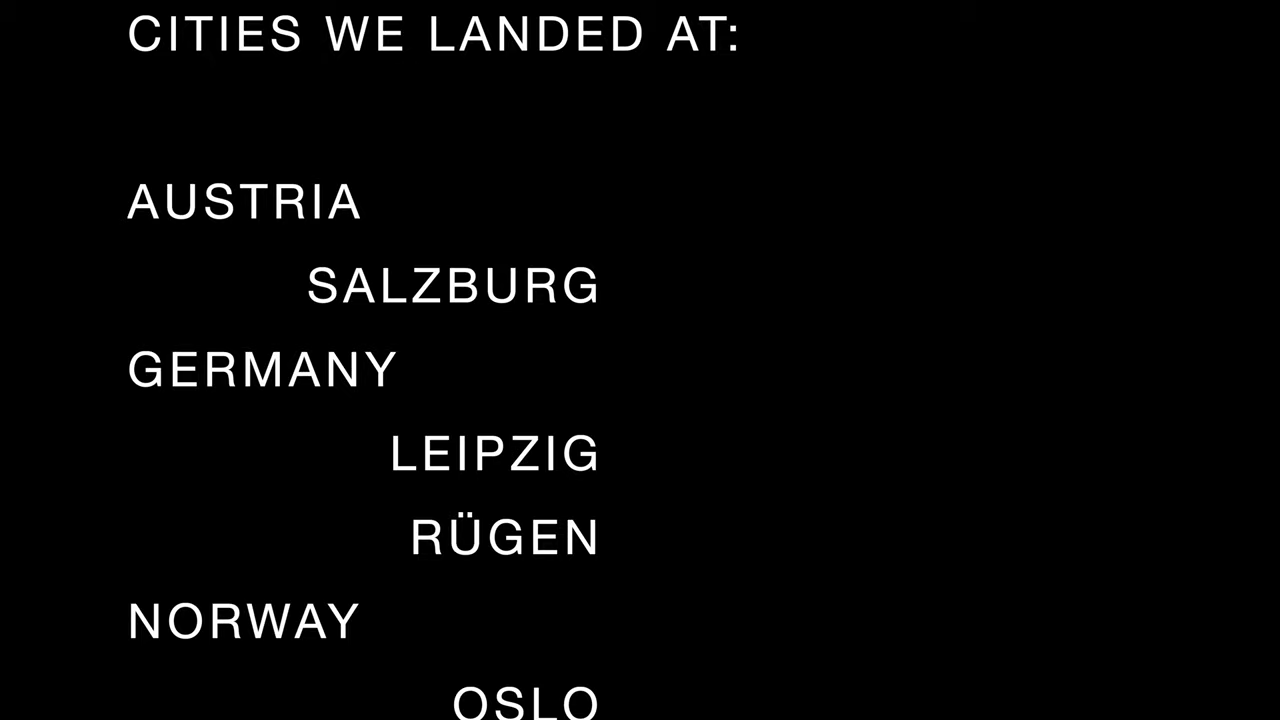 CITIES WE LANDED AT:
AUSTRIA
SALZBURG
GERMANY
LEIPZIG
RÜGEN
NORWAY
OSLO